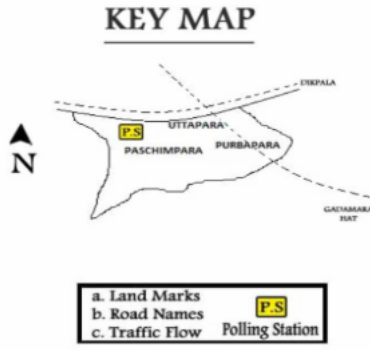 KEY MAP
DIKPALA
P.S
UTTAPARA
PASCHIMPARA
PURBAPARA
N
GADAMARA
HAT
a. Land Marks
b. Road Names
c. Traffic Flow
P.S
Polling Station